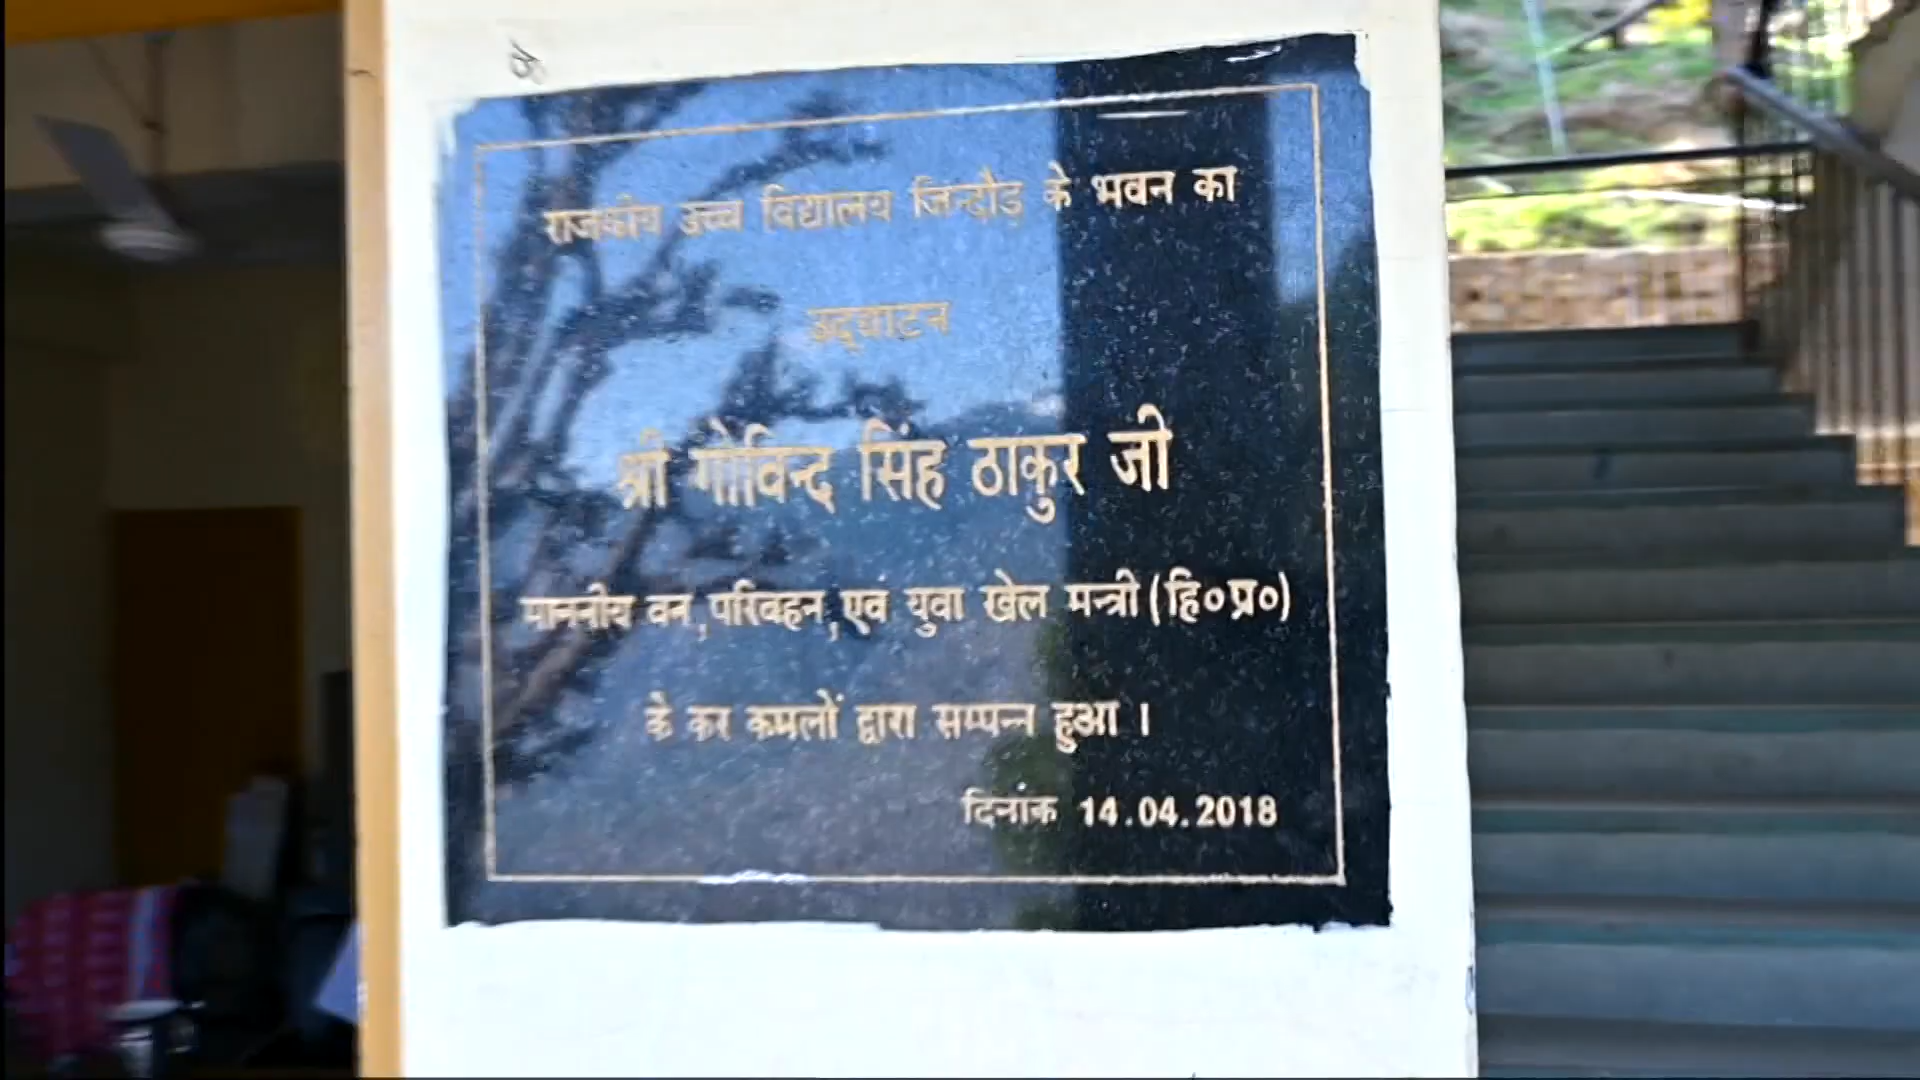 राजकीय उच्च विद्यालय जिन्दौड़ के भवन का
उद्घाटन
श्री गोविन्द सिंह ठाकुर जी
माननीय वन,परिवहन,एवं युवा खेल मन्त्री(हि०प्र०)
के कर कमलों द्वारा सम्पन्न हुआ ।
दिनांक 14.04.2018